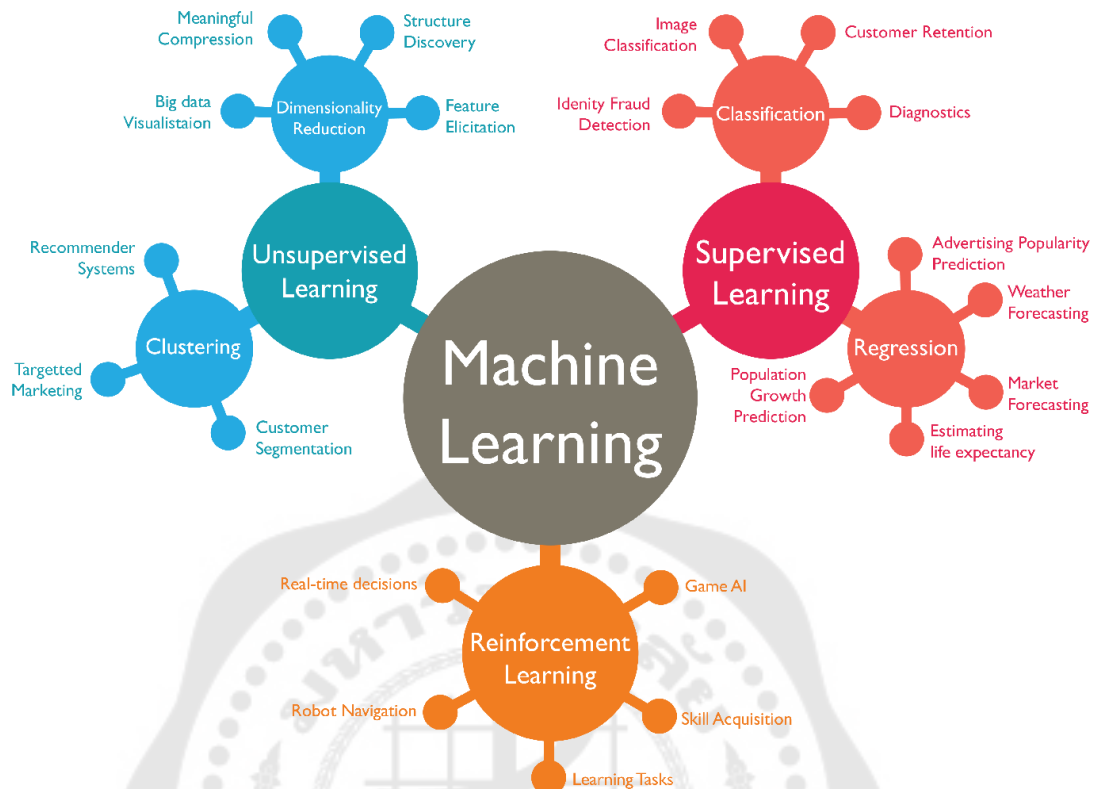 Meaningful
Compression
Structure
Discovery
Big data
Visualistaion
Dimensionality
Reduction
Feature
Elicitation
Image
Classification
Customer Retention
Idenity Fraud
Detection
Classification
Diagnostics
Recommender
Systems
Unsupervised
Learning
Clustering
Targetted
Marketing
Customer
Segmentation
Supervised
Learning
Advertising Popularity
Prediction
Weather
Forecasting
Regression
Population
Growth
Prediction
Market
Forecasting
Estimating
life expectancy
Machine
Learning
Real-time decisions
Game AI
Reinforcement
Learning
Robot Navigation
Skill Acquisition
Learning Tasks